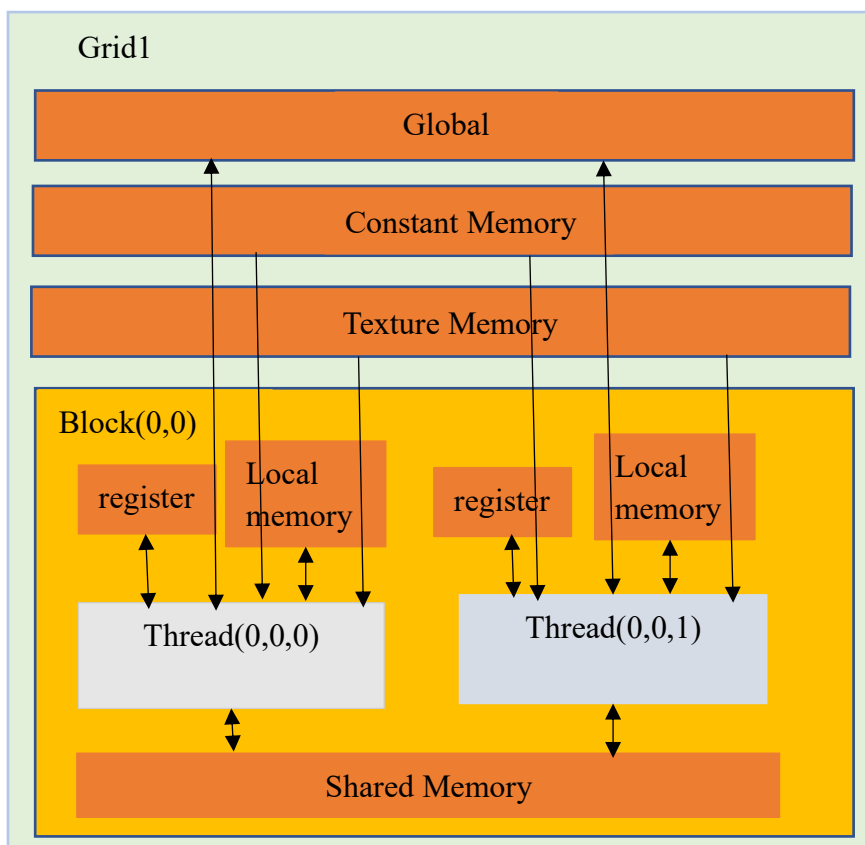 Grid1
Global
Constant Memory
Texture Memory
Block(0,0)
register
Local
memory
register
Local
memory
Thread(0,0,0)
Thread(0,0,1)
Shared Memory